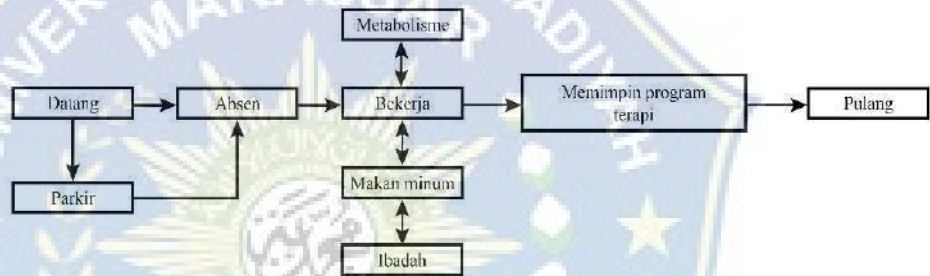 Metabolisme
Datang
Absen
Bekerja
Memimpin program
terapi
Pulang
Parkir
Makan minum
Ibadah